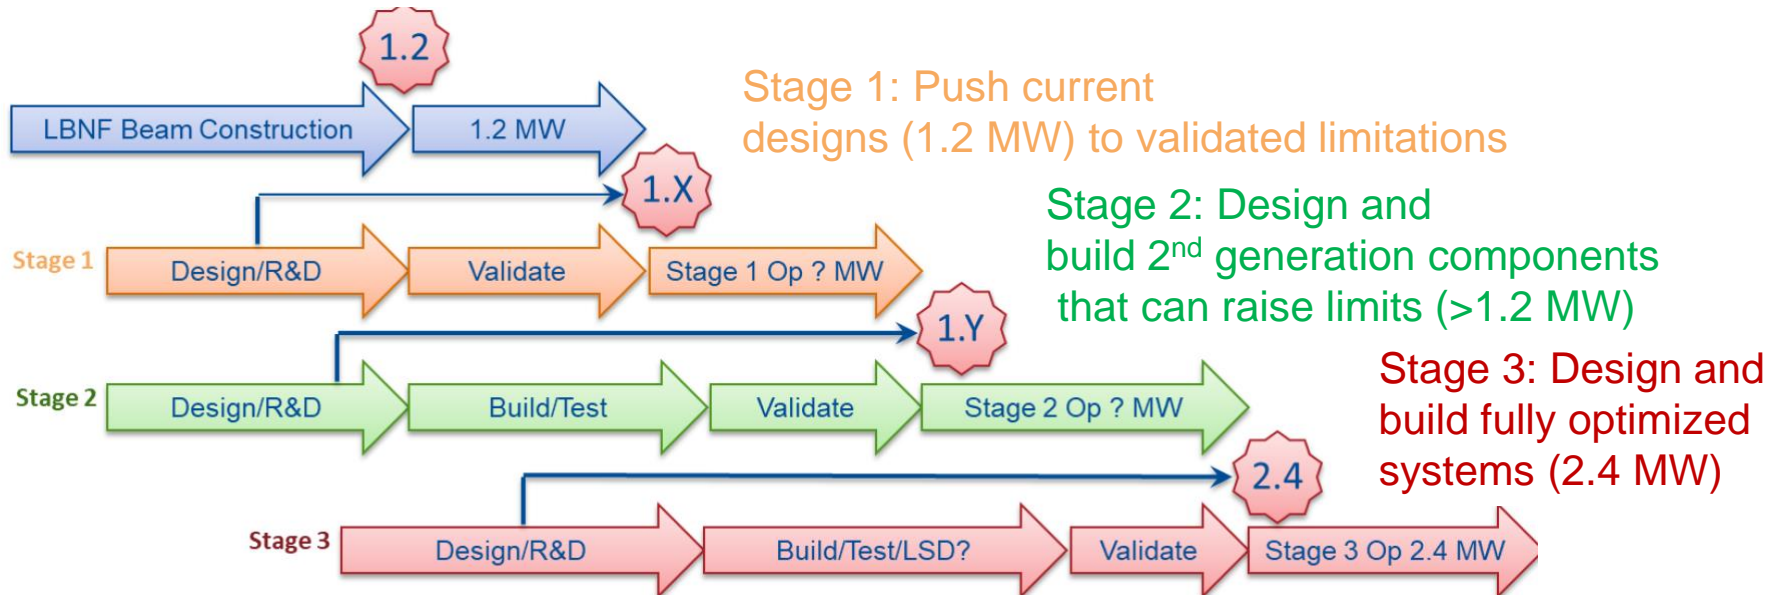 1.2
LBNF Beam Construction
1.2 MW
Stage 1: Push current
designs (1.2 MW) to validated limitations
1.X
Stage 1
Design/R&D
Validate
Stage 1 Op ? MW
Stage 2: Design and
build 2nd generation components
that can raise limits (>1.2 MW)
1.Y
Stage 2
Design/R&D
Build/Test
Validate
Stage 2 Op ? MW
Stage 3: Design and
build fully optimized
systems (2.4 MW)
2.4
Stage 3
Design/R&D
Build/Test/LSD?
Validate
Stage 3 Op 2.4 MW